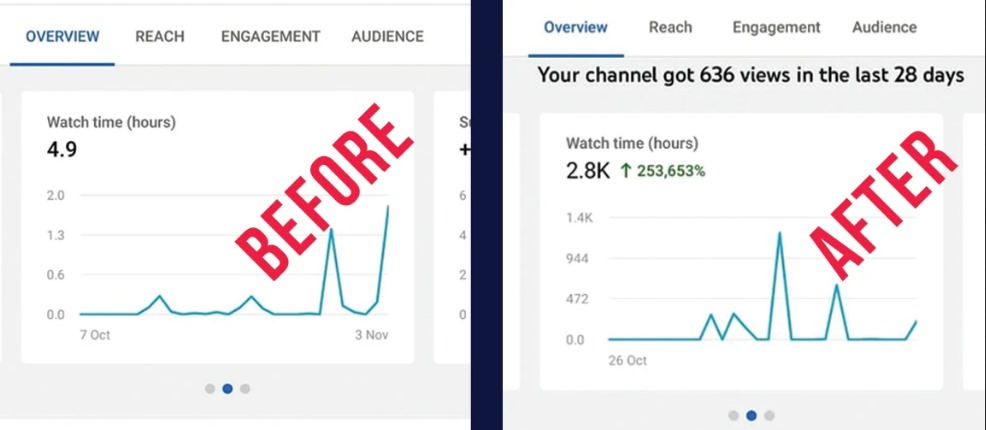 OVERVIEW REACH ENGAGEMENT AUDIENCE
Watch time (hours)
4.9
2.0
1.3
0.6
0.0
7 Oct 3 Nov
+
6
4
2
0
BEFORE
Overview Reach Engagement Audience
Your channel got 636 views in the last 28 days
Watch time (hours)
2.8K ↑ 253,653%
1.4K
944
472
0.0
26 Oct
AFTER